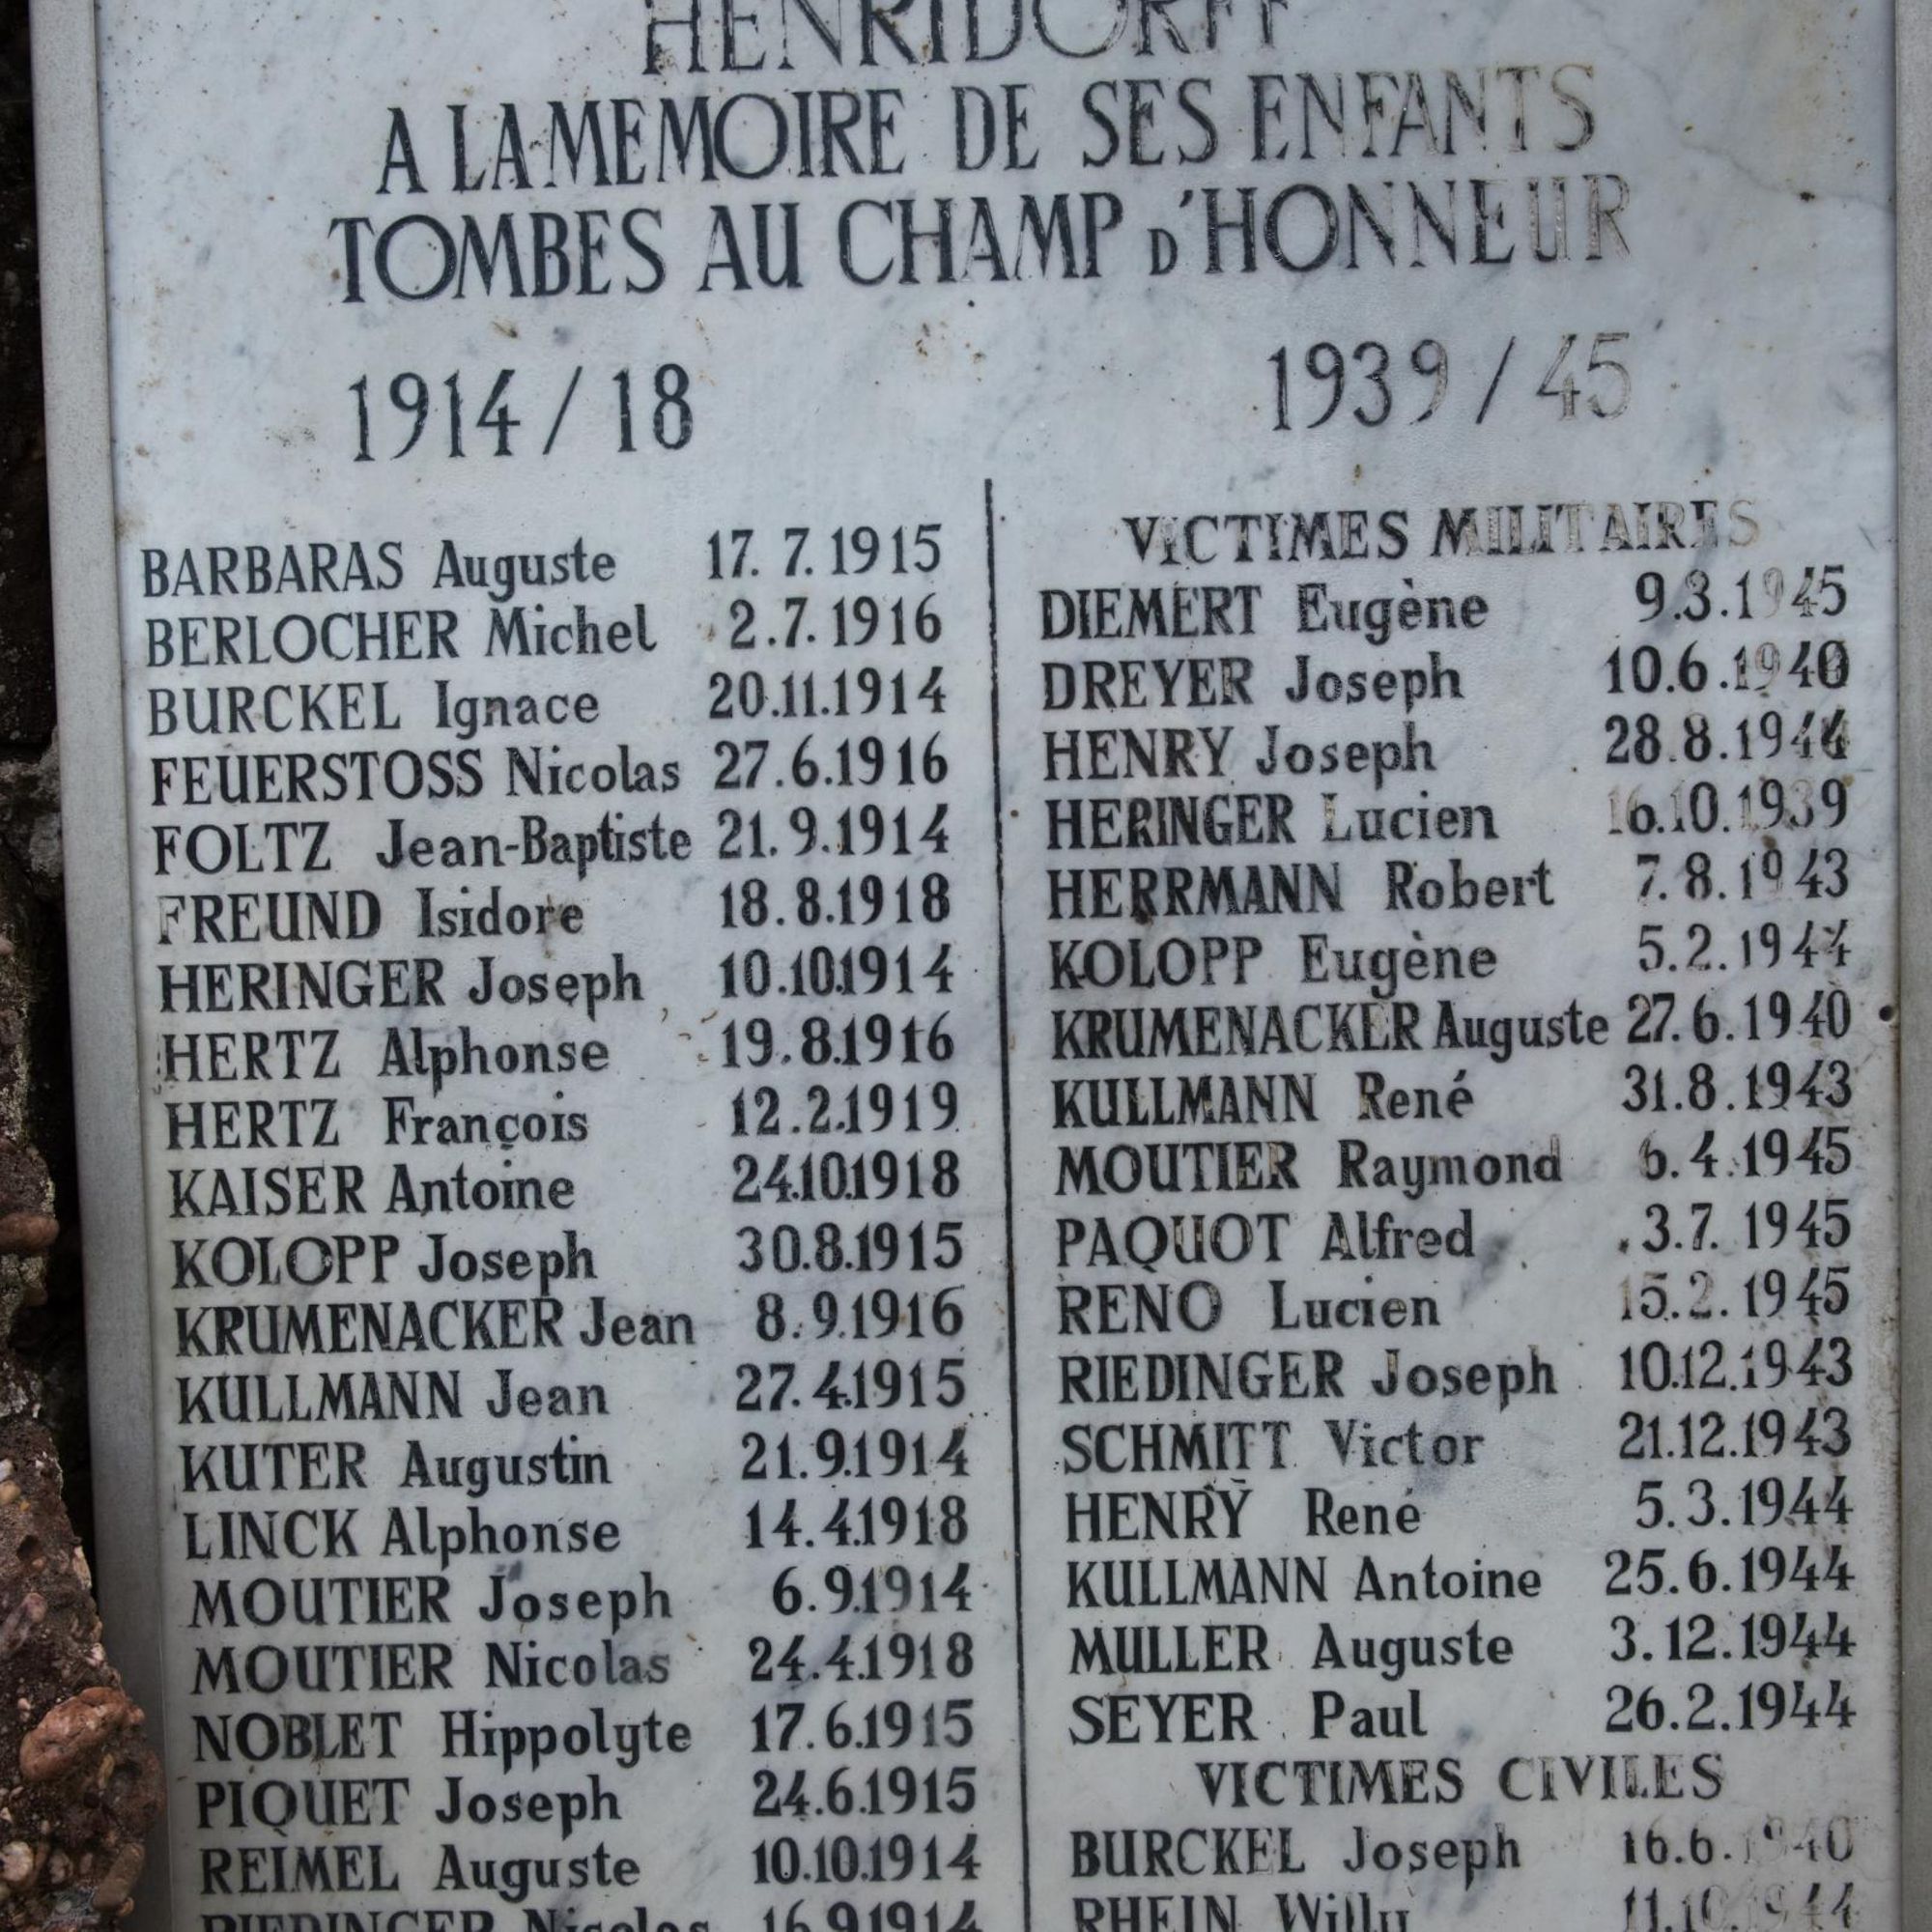 HENRIDORFF
A LA MEMOIRE DE SES ENFANTS
TOMBES AU CHAMP D'HONNEUR
1914 / 18
BARBARAS Auguste 17.7.1915
BERLOCHER Michel 2.7.1916
BURCKEL Ignace 20.11.1914
FEUERSTOSS Nicolas 27.6.1916
FOLTZ Jean-Baptiste 21.9.1914
FREUND Isidore 18.8.1918
HERINGER Joseph 10.10.1914
HERTZ Alphonse 19.8.1916
HERTZ François 12.2.1919
KAISER Antoine 24.10.1918
KOLOPP Joseph 30.8.1915
KRUMENACKER Jean 8.9.1916
KULLMANN Jean 27.4.1915
KUTER Augustin 21.9.1914
LINCK Alphonse 14.4.1918
MOUTIER Joseph 6.9.1914
MOUTIER Nicolas 24.4.1918
NOBLET Hippolyte 17.6.1915
PIQUET Joseph 24.6.1915
REIMEL Auguste 10.10.1914
RIEDINGER Nicolas 16.9.1914
1939 / 45
VICTIMES MILITAIRES
DIEMERT Eugène 9.3.1945
DREYER Joseph 10.6.1940
HENRY Joseph 28.8.1944
HERINGER Lucien 16.10.1939
HERRMANN Robert 7.8.1943
KOLOPP Eugène 5.2.1944
KRUMENACKER Auguste 27.6.1940
KULLMANN René 31.8.1943
MOUTIER Raymond 6.4.1945
PAQUOT Alfred 3.7.1945
RENO Lucien 15.2.1945
RIEDINGER Joseph 10.12.1943
SCHMITT Victor 21.12.1943
HENRY René 5.3.1944
KULLMANN Antoine 25.6.1944
MULLER Auguste 3.12.1944
SEYER Paul 26.2.1944
VICTIMES CIVILES
BURCKEL Joseph 16.6.1940
RHEIN Willy 11.10.1944